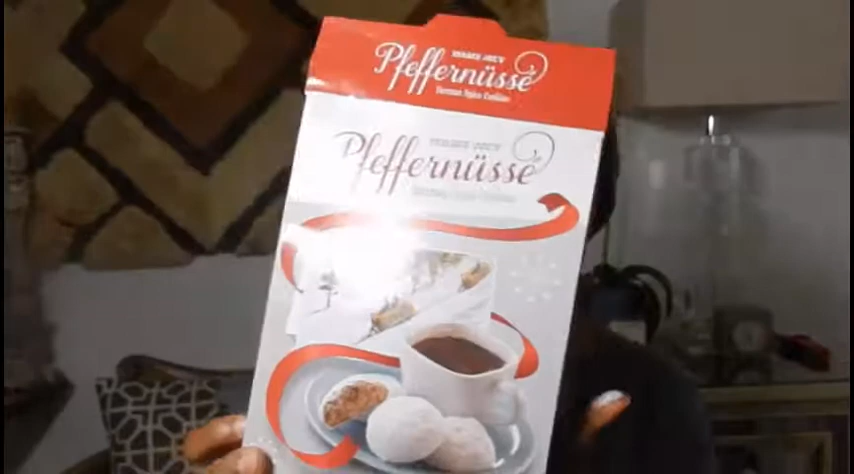 TRADER JOE'S
Pfeffernüsse
German Spice Cookies
TRADER JOE'S
Pfeffernüsse